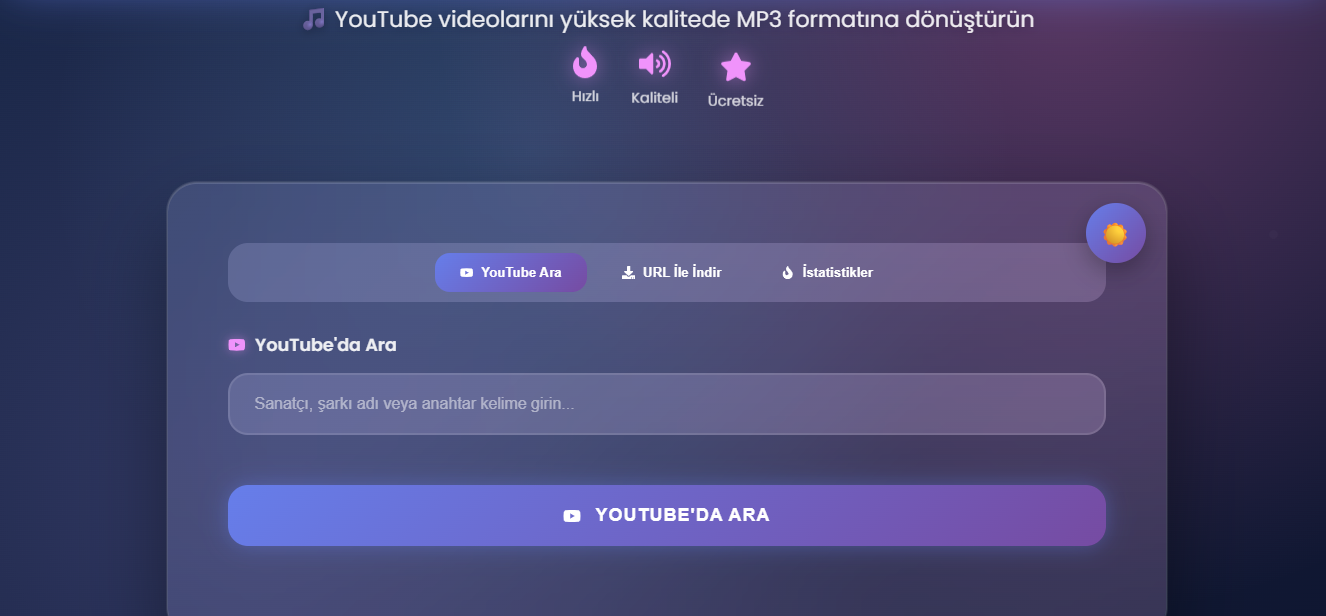 YouTube videolarını yüksek kalitede MP3 formatına dönüştürün
Hızlı Kaliteli Ücretsiz
YouTube Ara URL İle İndir İstatistikler
YouTube'da Ara
Sanatçı, şarkı adı veya anahtar kelime girin...
YOUTUBE'DA ARA